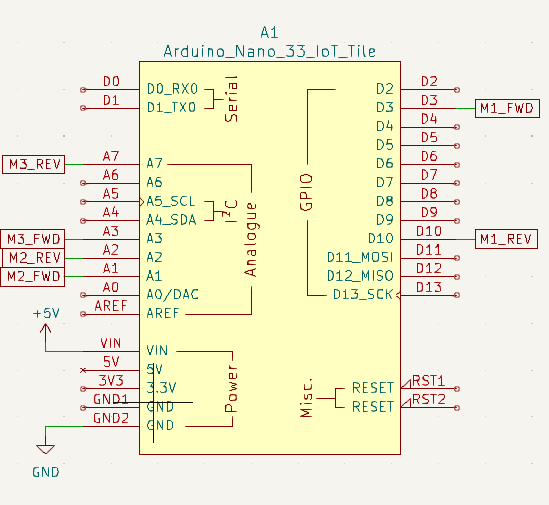 A1
Arduino_Nano_33_IoT_Tile
D0 D0_RX0 D2 D2
D1 D1_TX0 Serial D3 D3 M1_FWD
D4 D4
D5 D5
M3_REV A7 A7 D6 D6
A6 A6 D7 D7
A5 A5_SCL I²C GPIO D8 D8
A4 A4_SDA D9 D9
M3_FWD A3 A3 Analogue D10 D10 M1_REV
M2_REV A2 A2 D11_MOSI D11
M2_FWD A1 A1 D12_MISO D12
A0 A0/DAC D13_SCK D13
AREF AREF
+5V
VIN VIN
5V 5V
3V3 3.3V Power Misc. RESET RST1
GND1 GND RESET RST2
GND2 GND
GND